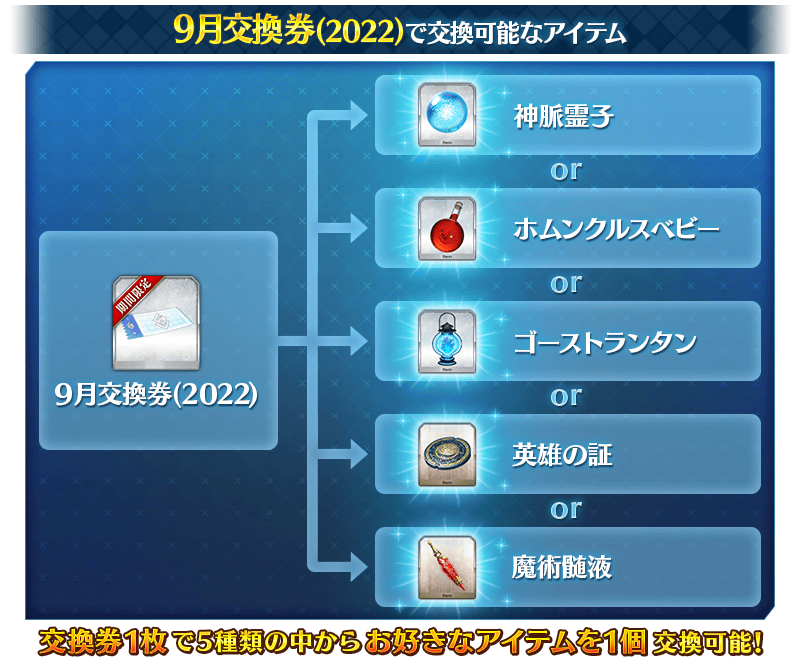 9月交換券(2022)で交換可能なアイテム
神脈霊子
or
ホムンクルスベビー
or
期間限定
9月交換券(2022)
ゴーストランタン
or
英雄の証
or
魔術髄液
交換券1枚で5種類の中からお好きなアイテムを1個交換可能!